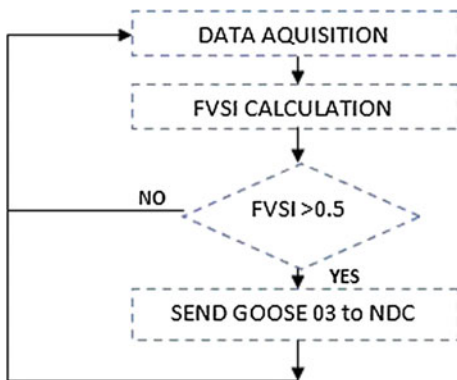 DATA AQUISITION
FVSI CALCULATION
FVSI >0.5
NO
YES
SEND GOOSE 03 to NDC